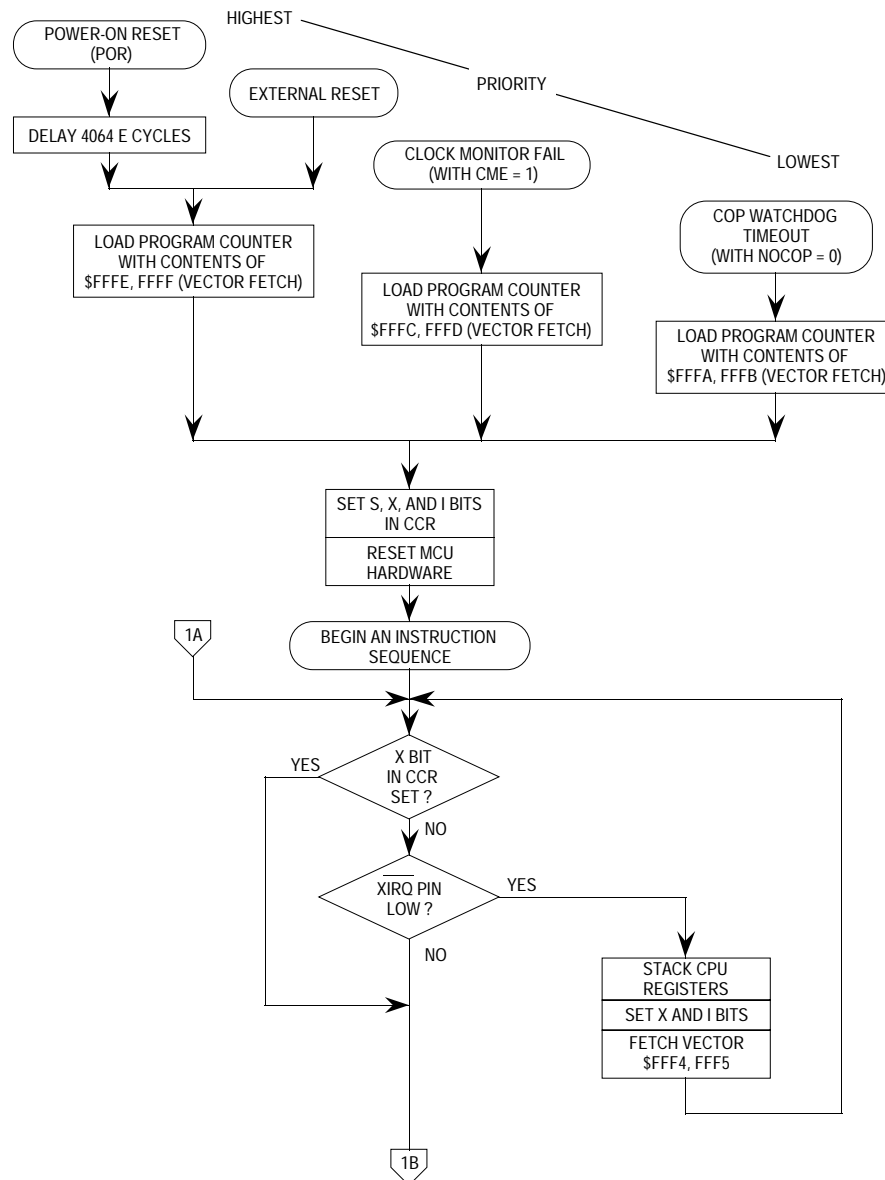 HIGHEST
POWER-ON RESET
(POR)
PRIORITY
EXTERNAL RESET
DELAY 4064 E CYCLES
CLOCK MONITOR FAIL
(WITH CME = 1)
LOWEST
COP WATCHDOG
TIMEOUT
(WITH NOCOP = 0)
LOAD PROGRAM COUNTER
WITH CONTENTS OF
$FFFE, FFFF (VECTOR FETCH)
LOAD PROGRAM COUNTER
WITH CONTENTS OF
$FFFC, FFFD (VECTOR FETCH)
LOAD PROGRAM COUNTER
WITH CONTENTS OF
$FFFA, FFFB (VECTOR FETCH)
SET S, X, AND I BITS
IN CCR
RESET MCU
HARDWARE
1A
BEGIN AN INSTRUCTION
SEQUENCE
X BIT
IN CCR
SET ?
YES
NO
XIRQ PIN
LOW ?
YES
NO
STACK CPU
REGISTERS
SET X AND I BITS
FETCH VECTOR
$FFF4, FFF5
1B